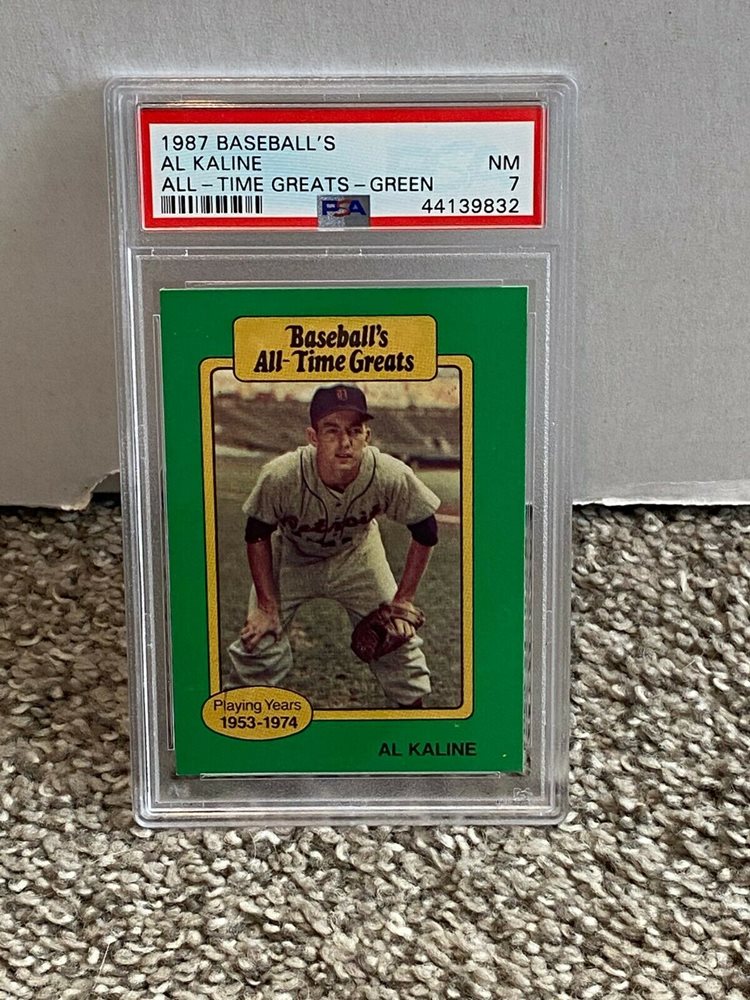 1987 BASEBALL'S
AL KALINE NM
ALL-TIME GREATS-GREEN 7
PSA 44139832
Baseball's
All-Time Greats
Detroit
Playing Years
1953-1974
AL KALINE